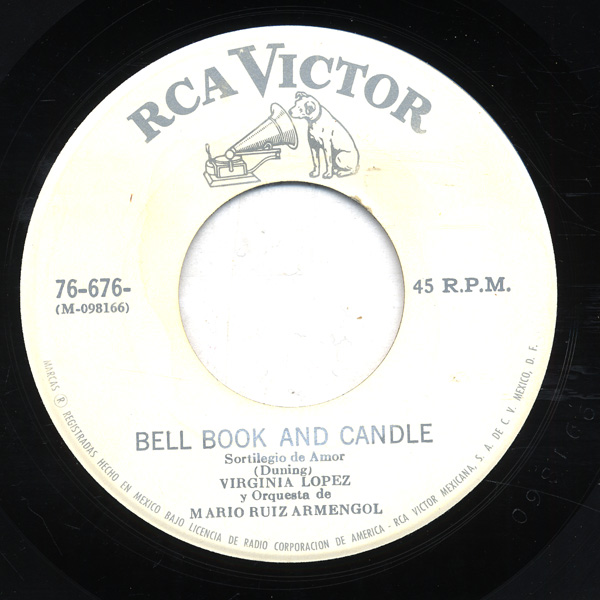 RCA VICTOR
76-676-
(M-098166)
45 R.P.M.
BELL BOOK AND CANDLE
Sortilegio de Amor
(Duning)
VIRGINIA LOPEZ
y Orquesta de
MARIO RUIZ ARMENGOL
MARCAS ® REGISTRADAS HECHO EN MEXICO BAJO LICENCIA DE RADIO CORPORACION DE AMERICA - RCA VICTOR MEXICANA, S. A. DE C V. MEXICO, D. F.